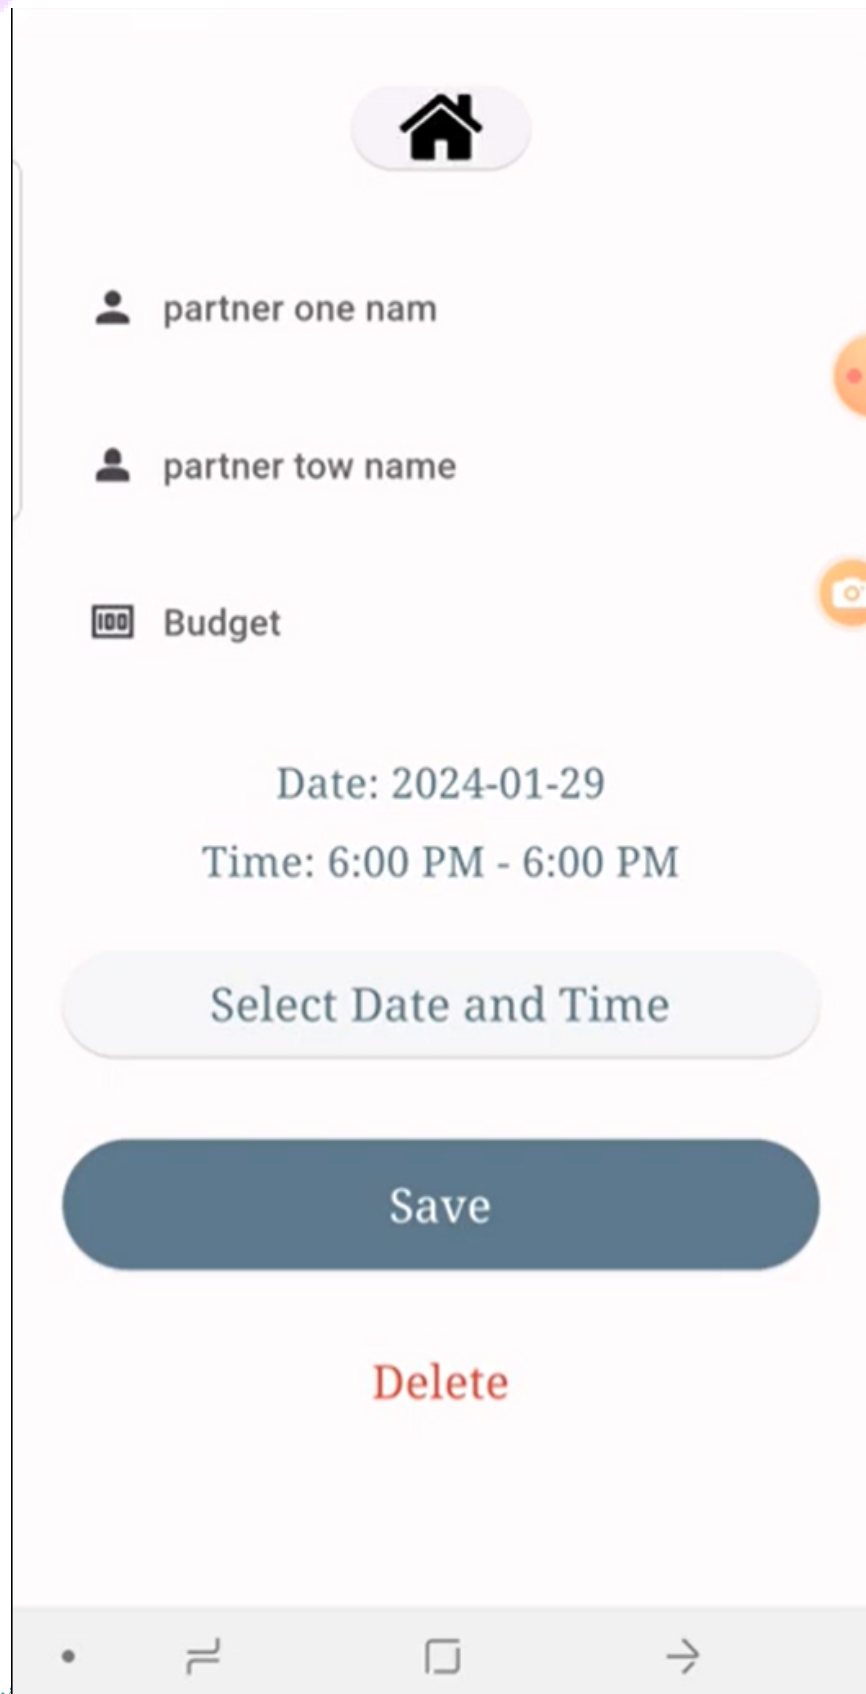 partner one nam
partner tow name
100 Budget
Date: 2024-01-29
Time: 6:00 PM - 6:00 PM
Select Date and Time
Save
Delete